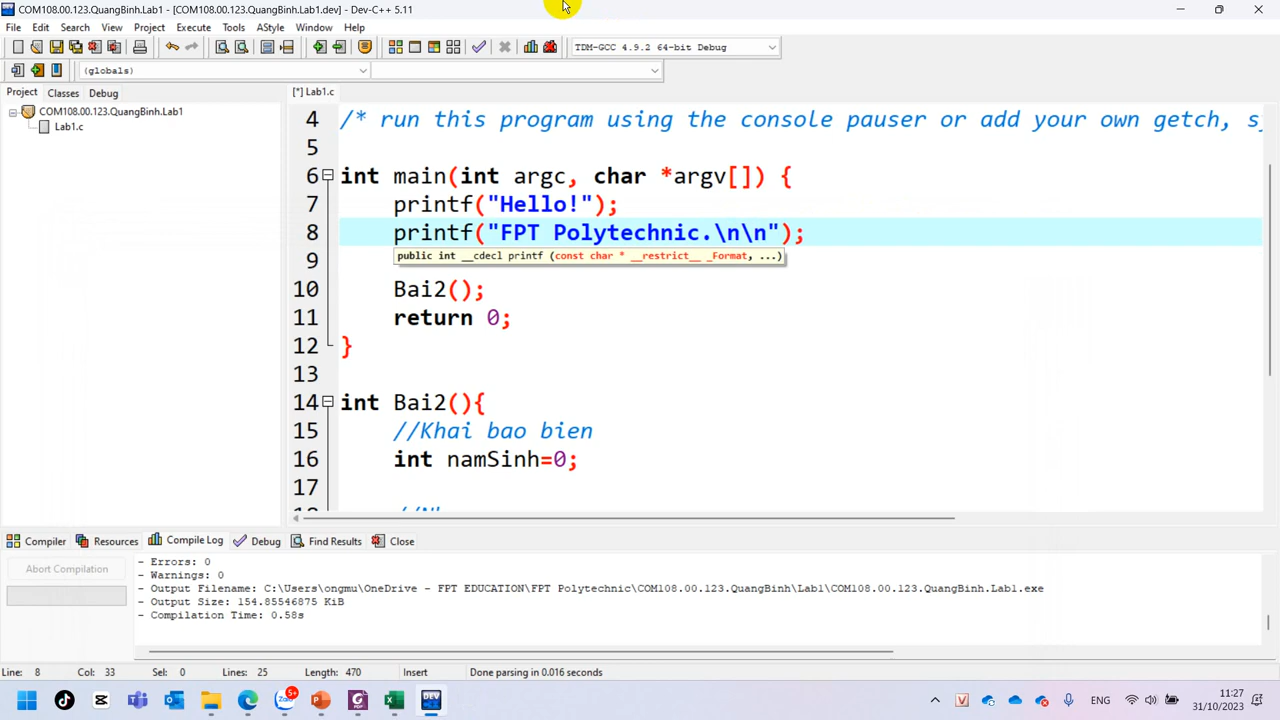 COM108.00.123.QuangBinh.Lab1 - [COM108.00.123.QuangBinh.Lab1.dev] - Dev-C++ 5.11
File Edit Search View Project Execute Tools AStyle Window Help
TDM-GCC 4.9.2 64-bit Debug
(globals)
Project Classes Debug
[*] Lab1.c
COM108.00.123.QuangBinh.Lab1
Lab1.c
4 /* run this program using the console pauser or add your own getch, s
5
6 int main(int argc, char *argv[]) {
7 printf("Hello!");
8 printf("FPT Polytechnic.\n\n");
9 public int __cdecl printf (const char * __restrict__ _Format, ...)
10 Bai2();
11 return 0;
12 }
13
14 int Bai2(){
15 //Khai bao bien
16 int namSinh=0;
17
Compiler Resources Compile Log Debug Find Results Close
Abort Compilation
- Errors: 0
- Warnings: 0
- Output Filename: C:\Users\ongmu\OneDrive - FPT EDUCATION\FPT Polytechnic\COM108.00.123.QuangBinh\Lab1\COM108.00.123.QuangBinh.Lab1.exe
- Output Size: 154.85546875 KiB
- Compilation Time: 0.58s
Line: 8 Col: 33 Sel: 0 Lines: 25 Length: 470 Insert Done parsing in 0.016 seconds
5+
ENG
11:27
31/10/2023